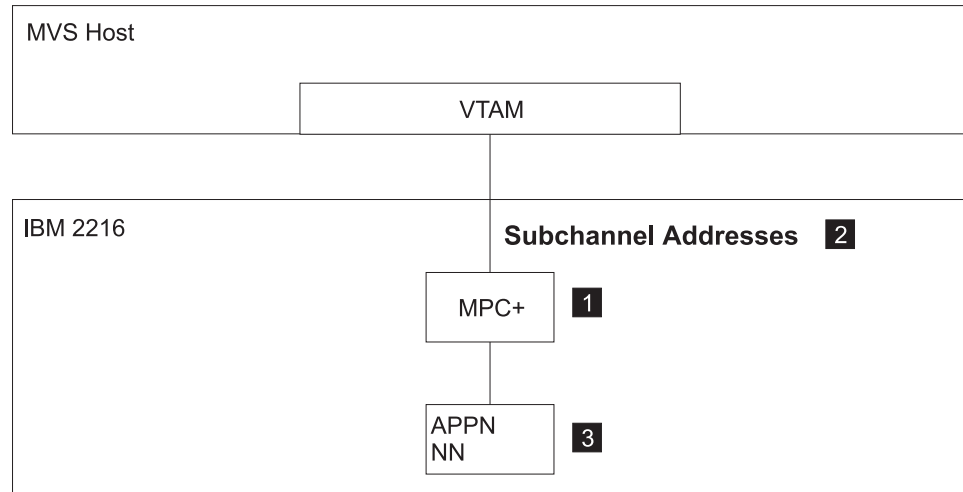 MVS Host
VTAM
IBM 2216
Subchannel Addresses 2
MPC+ 1
APPN 3
NN